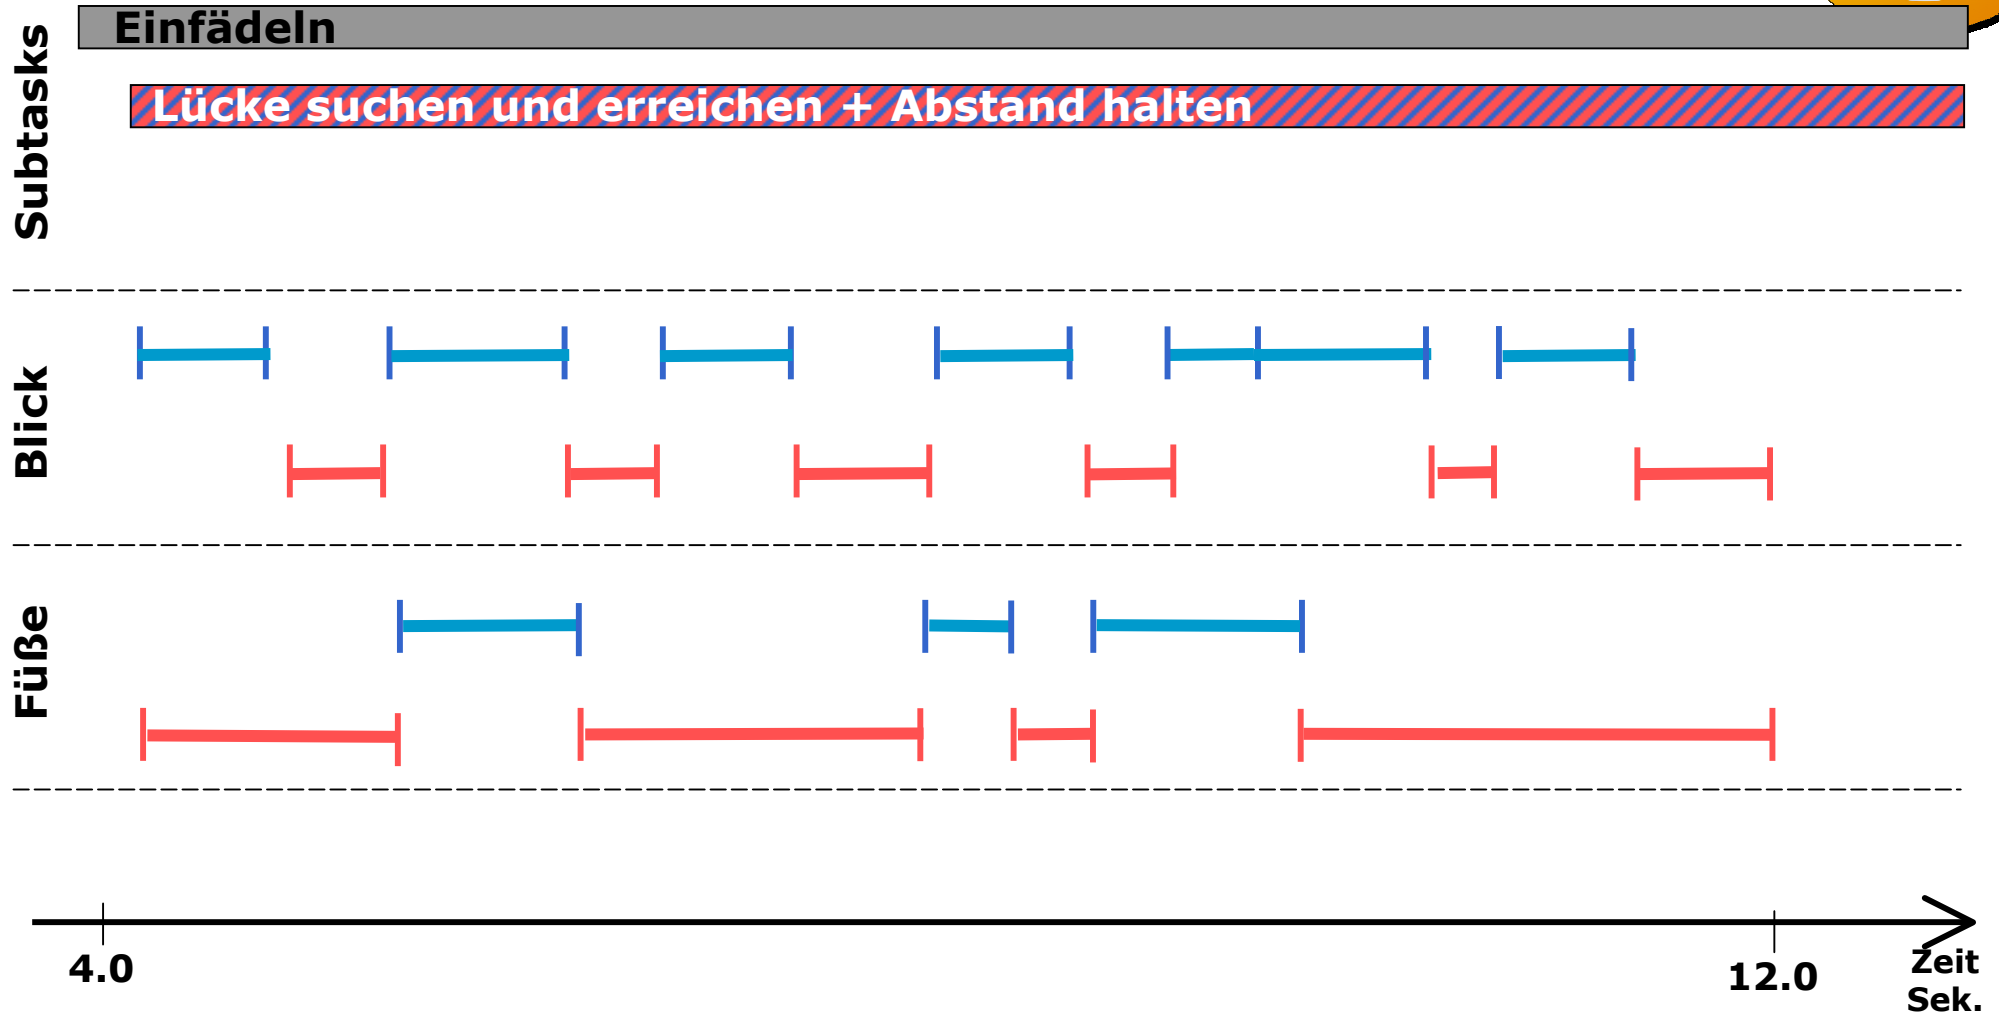 Subtasks
Einfädeln
Lücke suchen und erreichen + Abstand halten
Blick
Füße
4.0
12.0
Zeit
Sek.